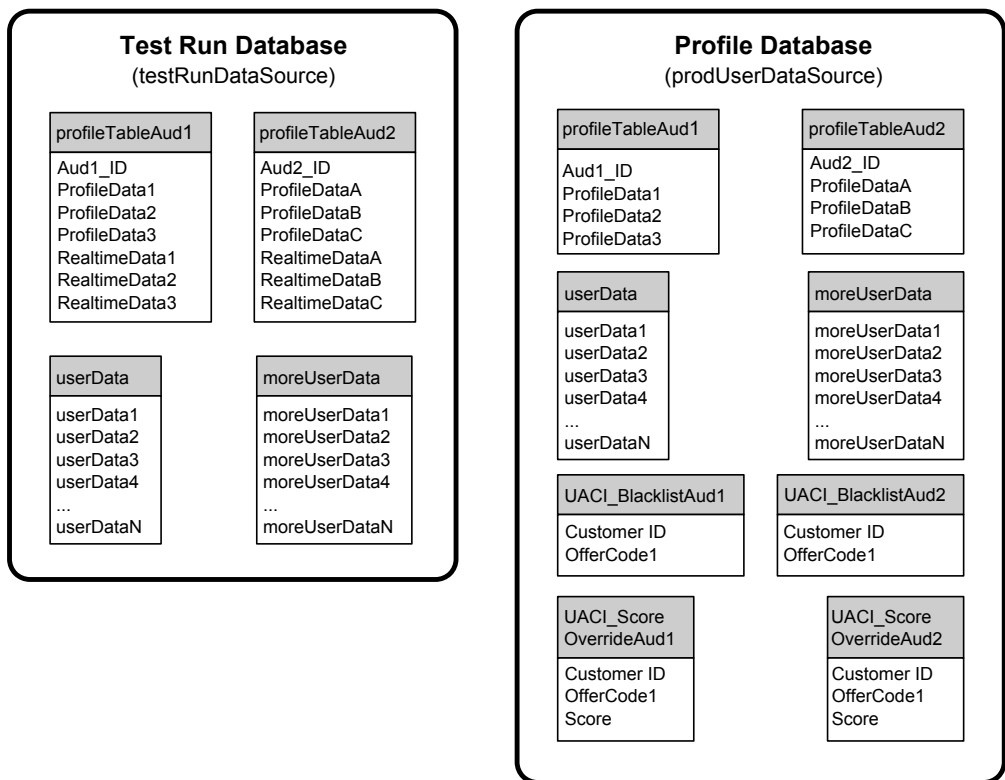 Test Run Database
(testRunDataSource)
profileTableAud1
Aud1_ID
ProfileData1
ProfileData2
ProfileData3
RealtimeData1
RealtimeData2
RealtimeData3
profileTableAud2
Aud2_ID
ProfileDataA
ProfileDataB
ProfileDataC
RealtimeDataA
RealtimeDataB
RealtimeDataC
userData
userData1
userData2
userData3
userData4
...
userDataN
moreUserData
moreUserData1
moreUserData2
moreUserData3
moreUserData4
...
moreUserDataN
Profile Database
(prodUserDataSource)
profileTableAud1
Aud1_ID
ProfileData1
ProfileData2
ProfileData3
profileTableAud2
Aud2_ID
ProfileDataA
ProfileDataB
ProfileDataC
userData
userData1
userData2
userData3
userData4
...
userDataN
moreUserData
moreUserData1
moreUserData2
moreUserData3
moreUserData4
...
moreUserDataN
UACI_BlacklistAud1
Customer ID
OfferCode1
UACI_BlacklistAud2
Customer ID
OfferCode1
UACI_Score
OverrideAud1
Customer ID
OfferCode1
Score
UACI_Score
OverrideAud2
Customer ID
OfferCode1
Score